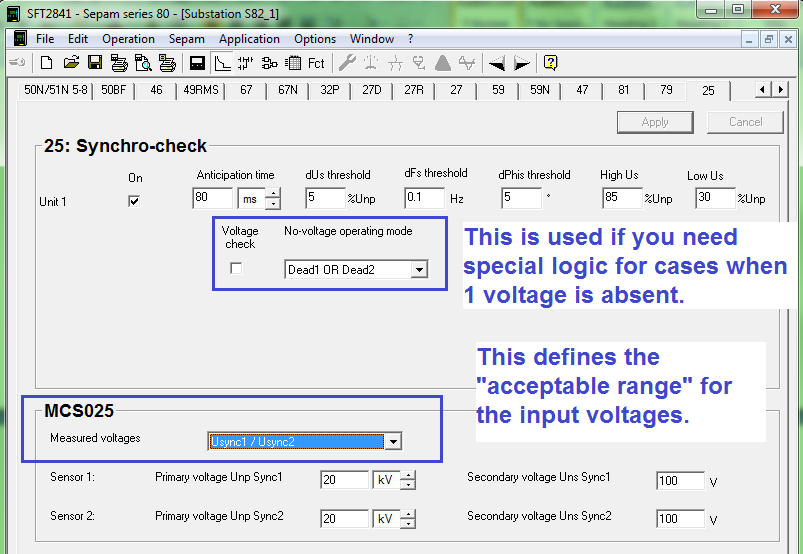 SFT2841 - Sepam series 80 - [Substation S82_1]
File Edit Operation Sepam Application Options Window ?
Fct
50N/51N 5-8 50BF 46 49RMS 67 67N 32P 27D 27R 27 59 59N 47 81 79 25
Apply Cancel
25: Synchro-check
On Anticipation time dUs threshold dFs threshold dPhis threshold High Us Low Us
Unit 1 80 ms 5 %Unp 0.1 Hz 5 ° 85 %Unp 30 %Unp
Voltage check No-voltage operating mode
Dead1 OR Dead2
This is used if you need
special logic for cases when
1 voltage is absent.
This defines the
"acceptable range" for
the input voltages.
MCS025
Measured voltages Usync1 / Usync2
Sensor 1: Primary voltage Unp Sync1 20 kV Secondary voltage Uns Sync1 100 V
Sensor 2: Primary voltage Unp Sync2 20 kV Secondary voltage Uns Sync2 100 V